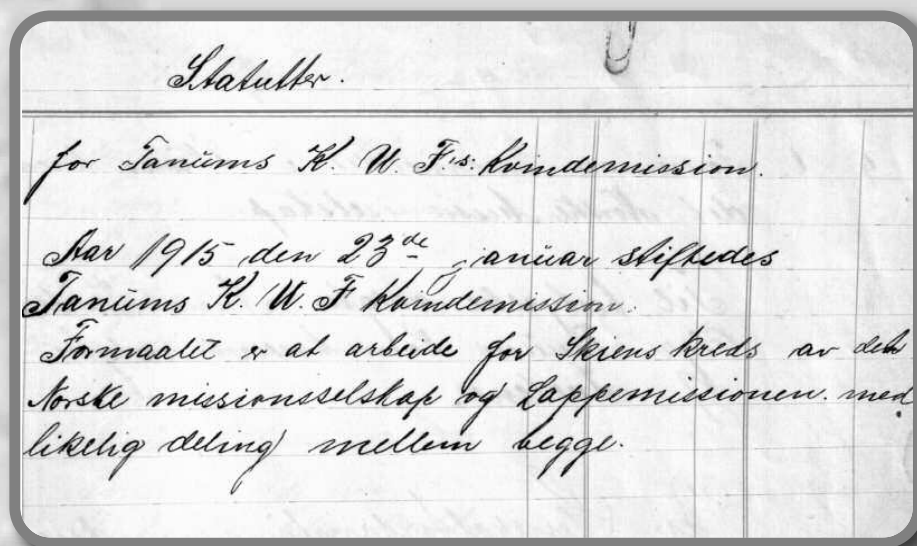 Statutter.
for Tanums K. U. F.'s. Kvindemission.
Aar 1915 den 23de januar stiftedes
Tanums K. U. F Kvindemission.
Formaalet er at arbeide for Skiens kreds av det
Norske missionsselskap og Lappemissionen. med
likelig deling mellem begge.